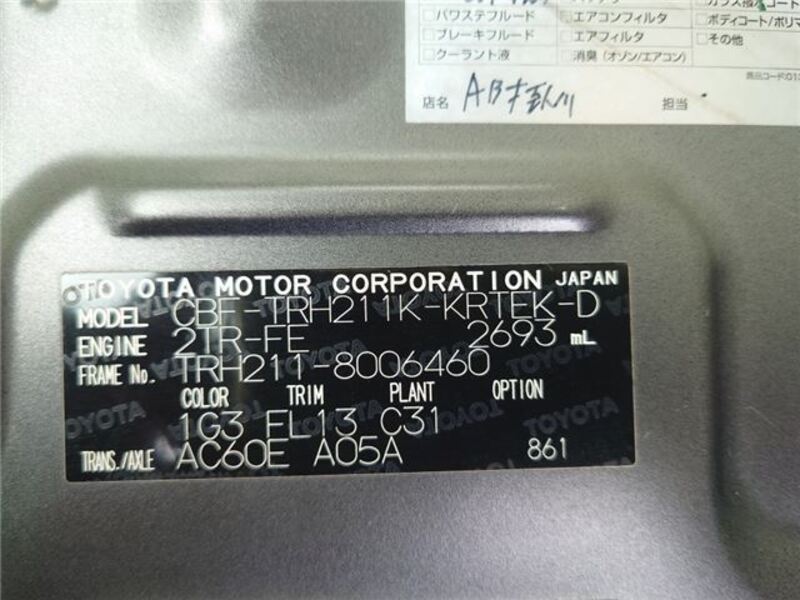 パワステフルード □エアコンフィルタ □ボディコート/ポリマ
□ブレーキフルード □エアフィルタ □その他
□クーラント液 □消臭 (オゾン/エアコン)
店名 AB 担当
TOYOTA MOTOR CORPORATION JAPAN
MODEL CBF-TRH211K-KRTEK-D
ENGINE 2TR-FE 2693 mL
FRAME No. TRH211-8006460
COLOR TRIM PLANT OPTION
1G3 FL13 C31
TRANS./AXLE AC60E A05A 861